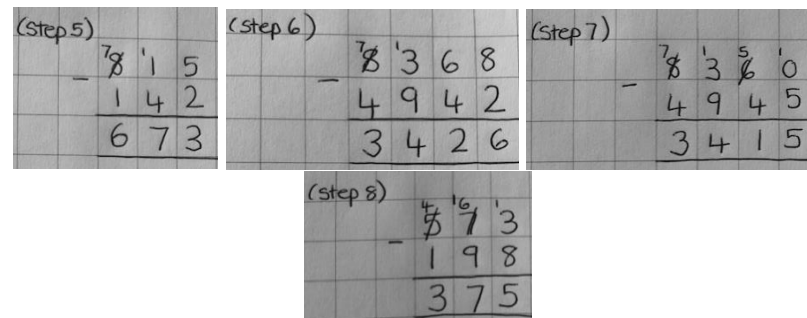 (Step 5)
7 8 1 1 5
- 1 4 2
6 7 3
(Step 6)
7 8 1 3 6 8
- 4 9 4 2
3 4 2 6
(Step 7)
7 8 1 3 5 6 1 0
- 4 9 4 5
3 4 1 5
(Step 8)
4 5 16 7 1 3
- 1 9 8
3 7 5